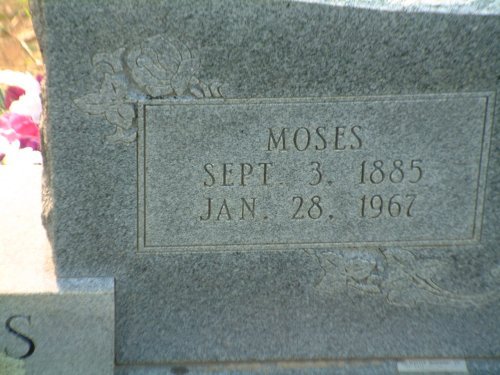 MOSES
SEPT. 3, 1885
JAN. 28, 1967
S